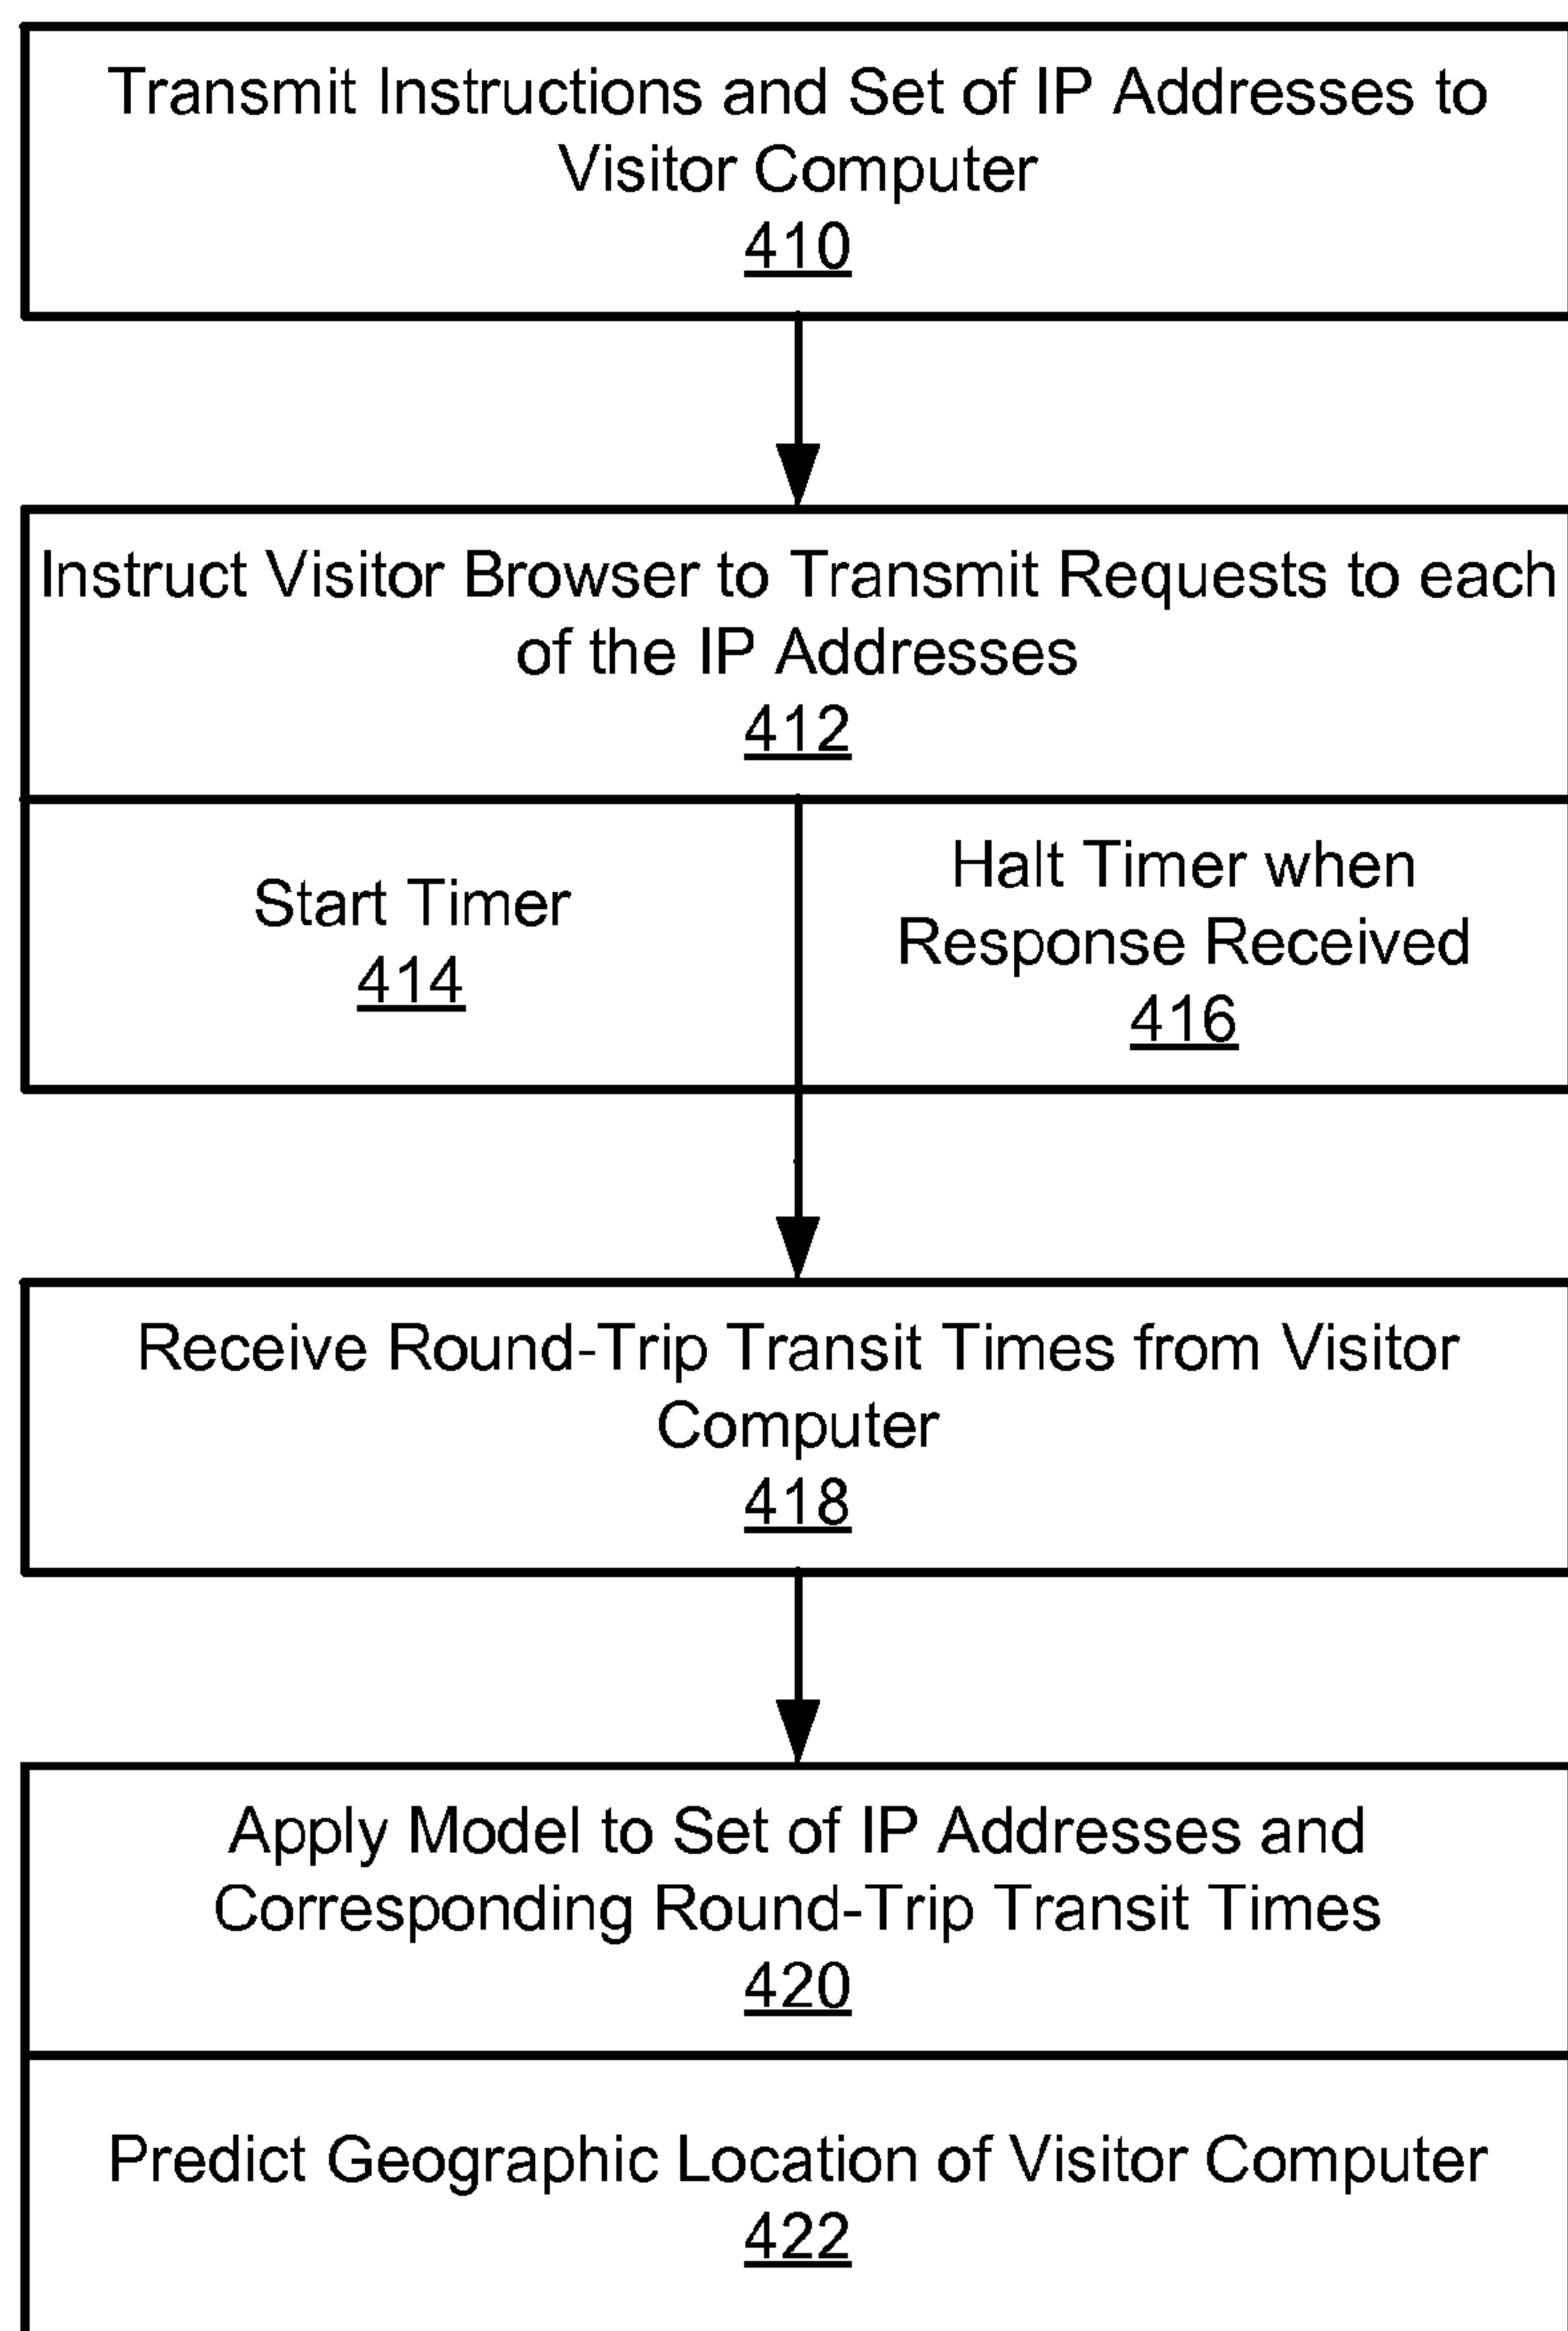 Transmit Instructions and Set of IP Addresses to
Visitor Computer
410
Instruct Visitor Browser to Transmit Requests to each
of the IP Addresses
412
Start Timer
414
Halt Timer when
Response Received
416
Receive Round-Trip Transit Times from Visitor
Computer
418
Apply Model to Set of IP Addresses and
Corresponding Round-Trip Transit Times
420
Predict Geographic Location of Visitor Computer
422